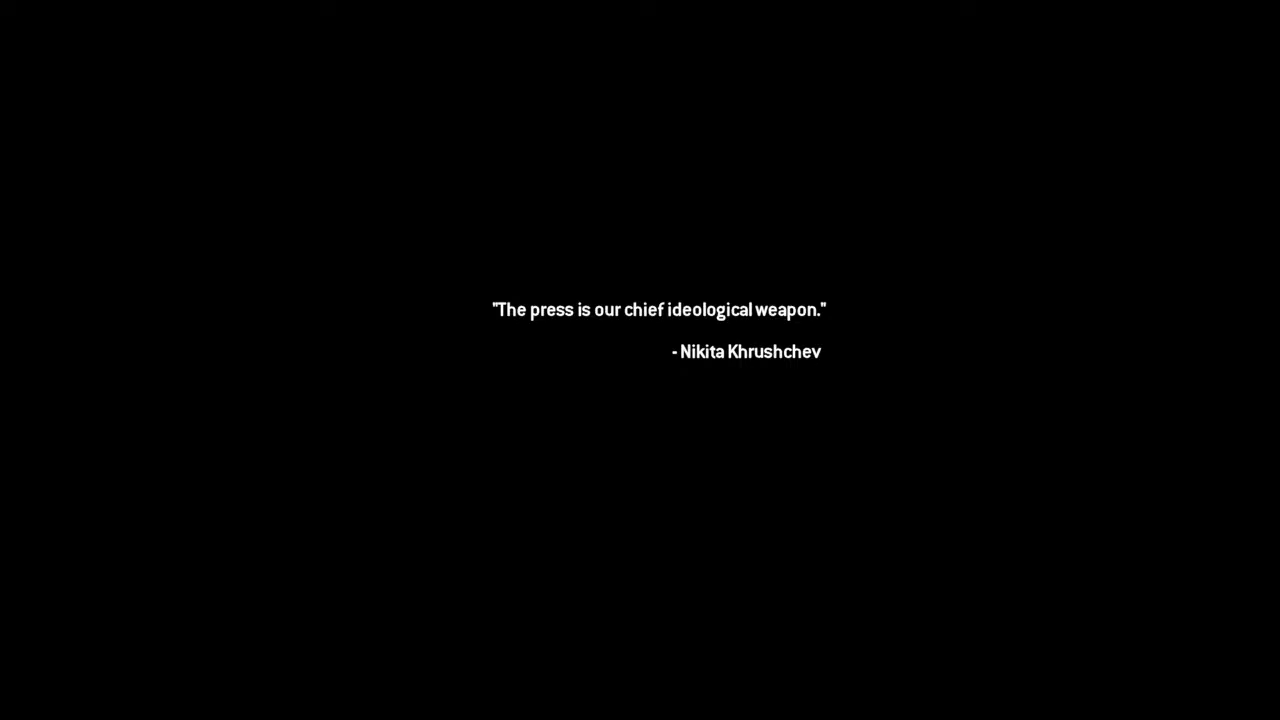 "The press is our chief ideological weapon."
- Nikita Khrushchev